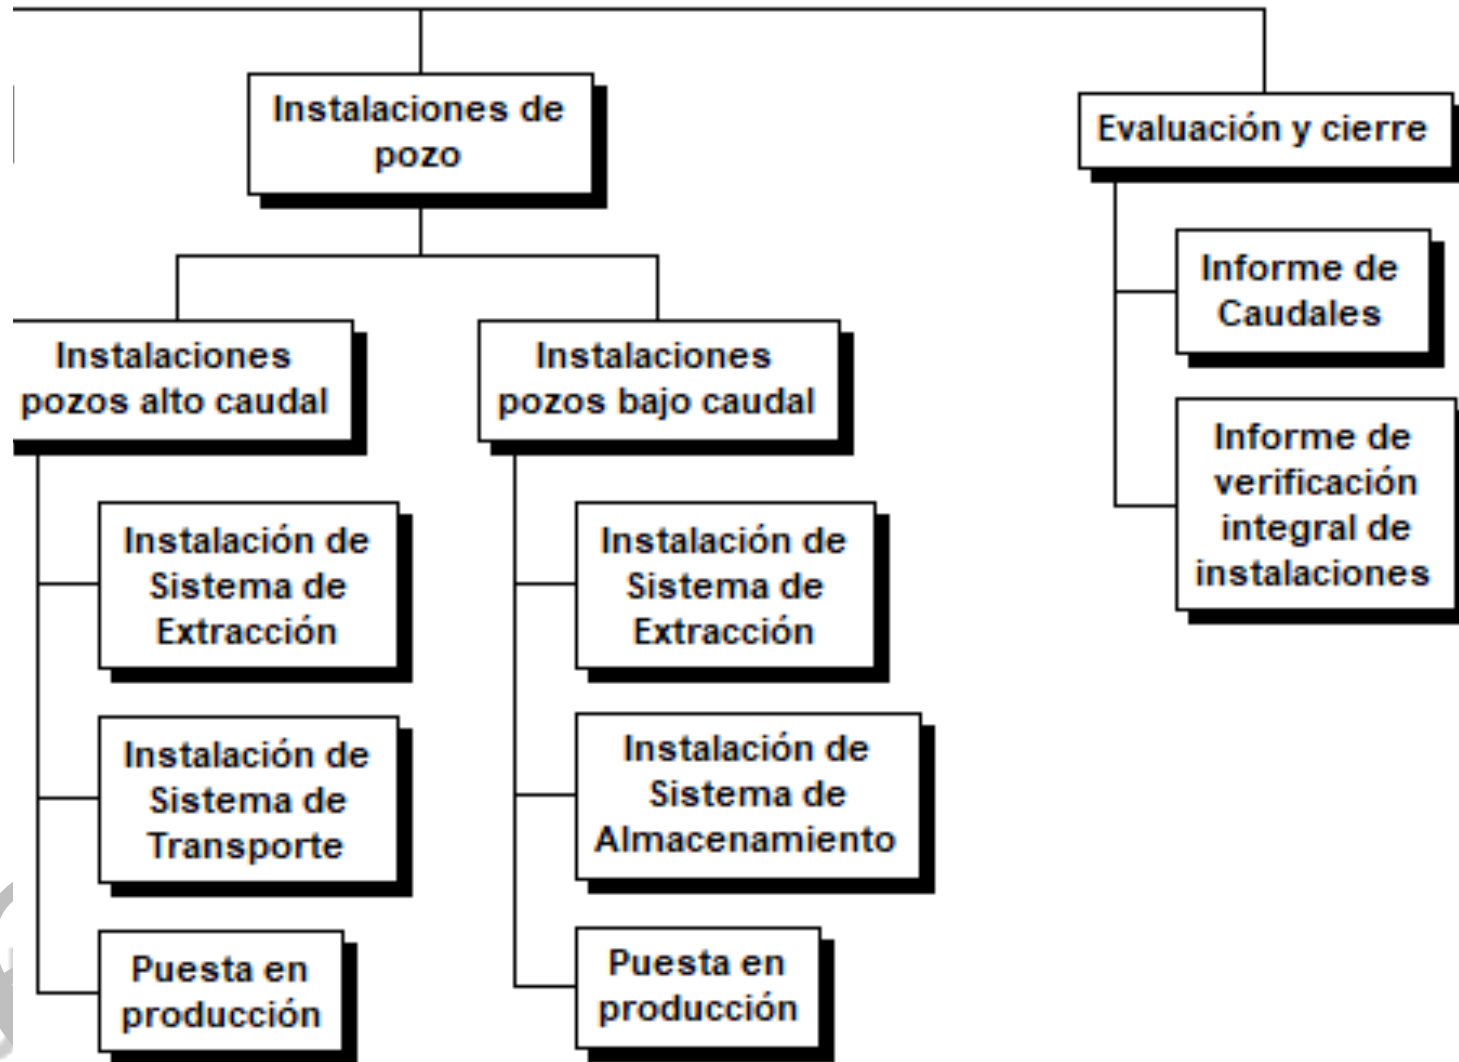 Instalaciones de
pozo
Evaluación y cierre
Informe de
Caudales
Informe de
verificación
integral de
instalaciones
Instalaciones
pozos alto caudal
Instalación de
Sistema de
Extracción
Instalación de
Sistema de
Transporte
Puesta en
producción
Instalaciones
pozos bajo caudal
Instalación de
Sistema de
Extracción
Instalación de
Sistema de
Almacenamiento
Puesta en
producción